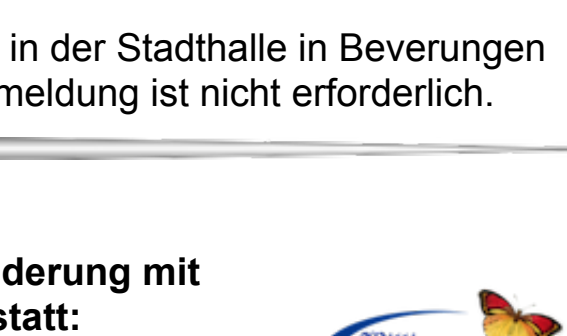 in der Stadthalle in Beverungen
meldung ist nicht erforderlich.
derung mit
statt: